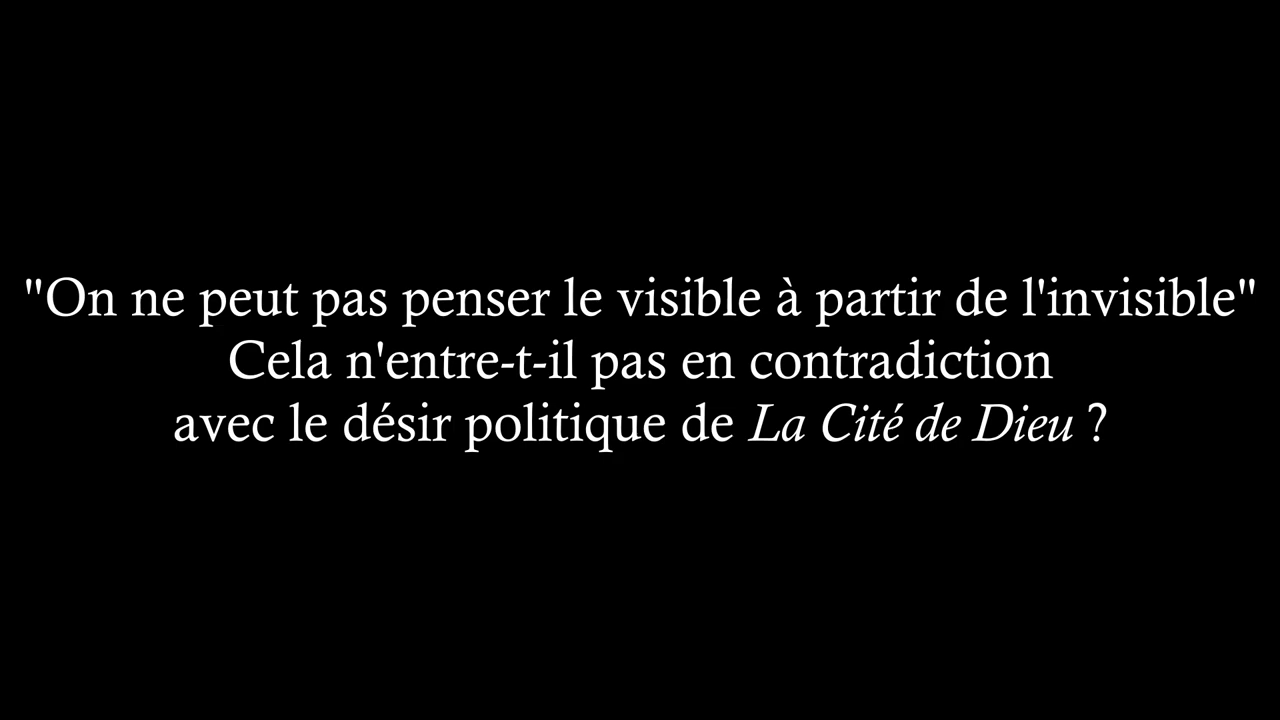 "On ne peut pas penser le visible à partir de l'invisible"
Cela n'entre-t-il pas en contradiction
avec le désir politique de La Cité de Dieu ?